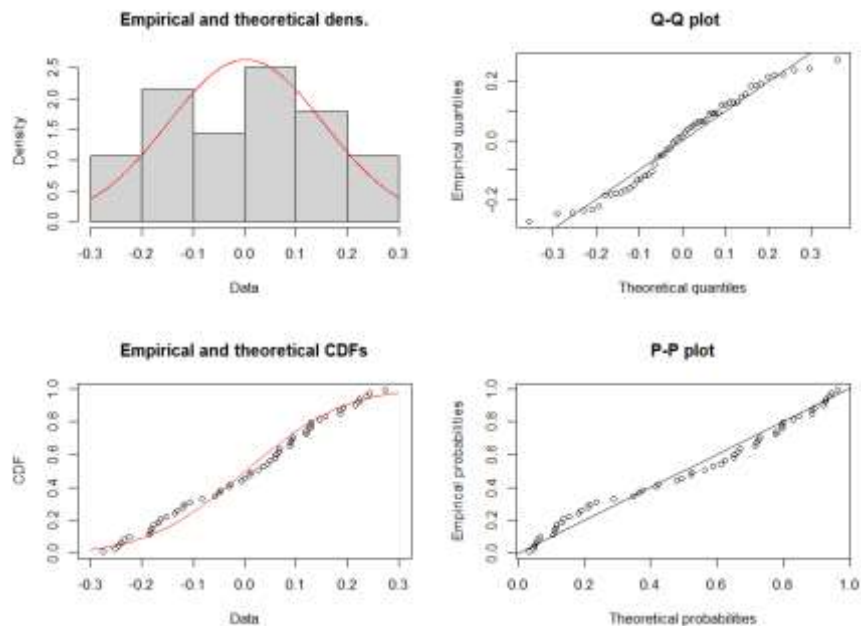 Empirical and theoretical dens.
Density
0.0 0.5 1.0 1.5 2.0 2.5
-0.3 -0.2 -0.1 0.0 0.1 0.2 0.3
Data
Q-Q plot
Empirical quantiles
-0.2 0.0 0.2
-0.3 -0.2 -0.1 0.0 0.1 0.2 0.3
Theoretical quantiles
Empirical and theoretical CDFs
CDF
0.0 0.2 0.4 0.6 0.8 1.0
-0.3 -0.2 -0.1 0.0 0.1 0.2 0.3
Data
P-P plot
Empirical probabilities
0.0 0.2 0.4 0.6 0.8 1.0
0.0 0.2 0.4 0.6 0.8 1.0
Theoretical probabilities